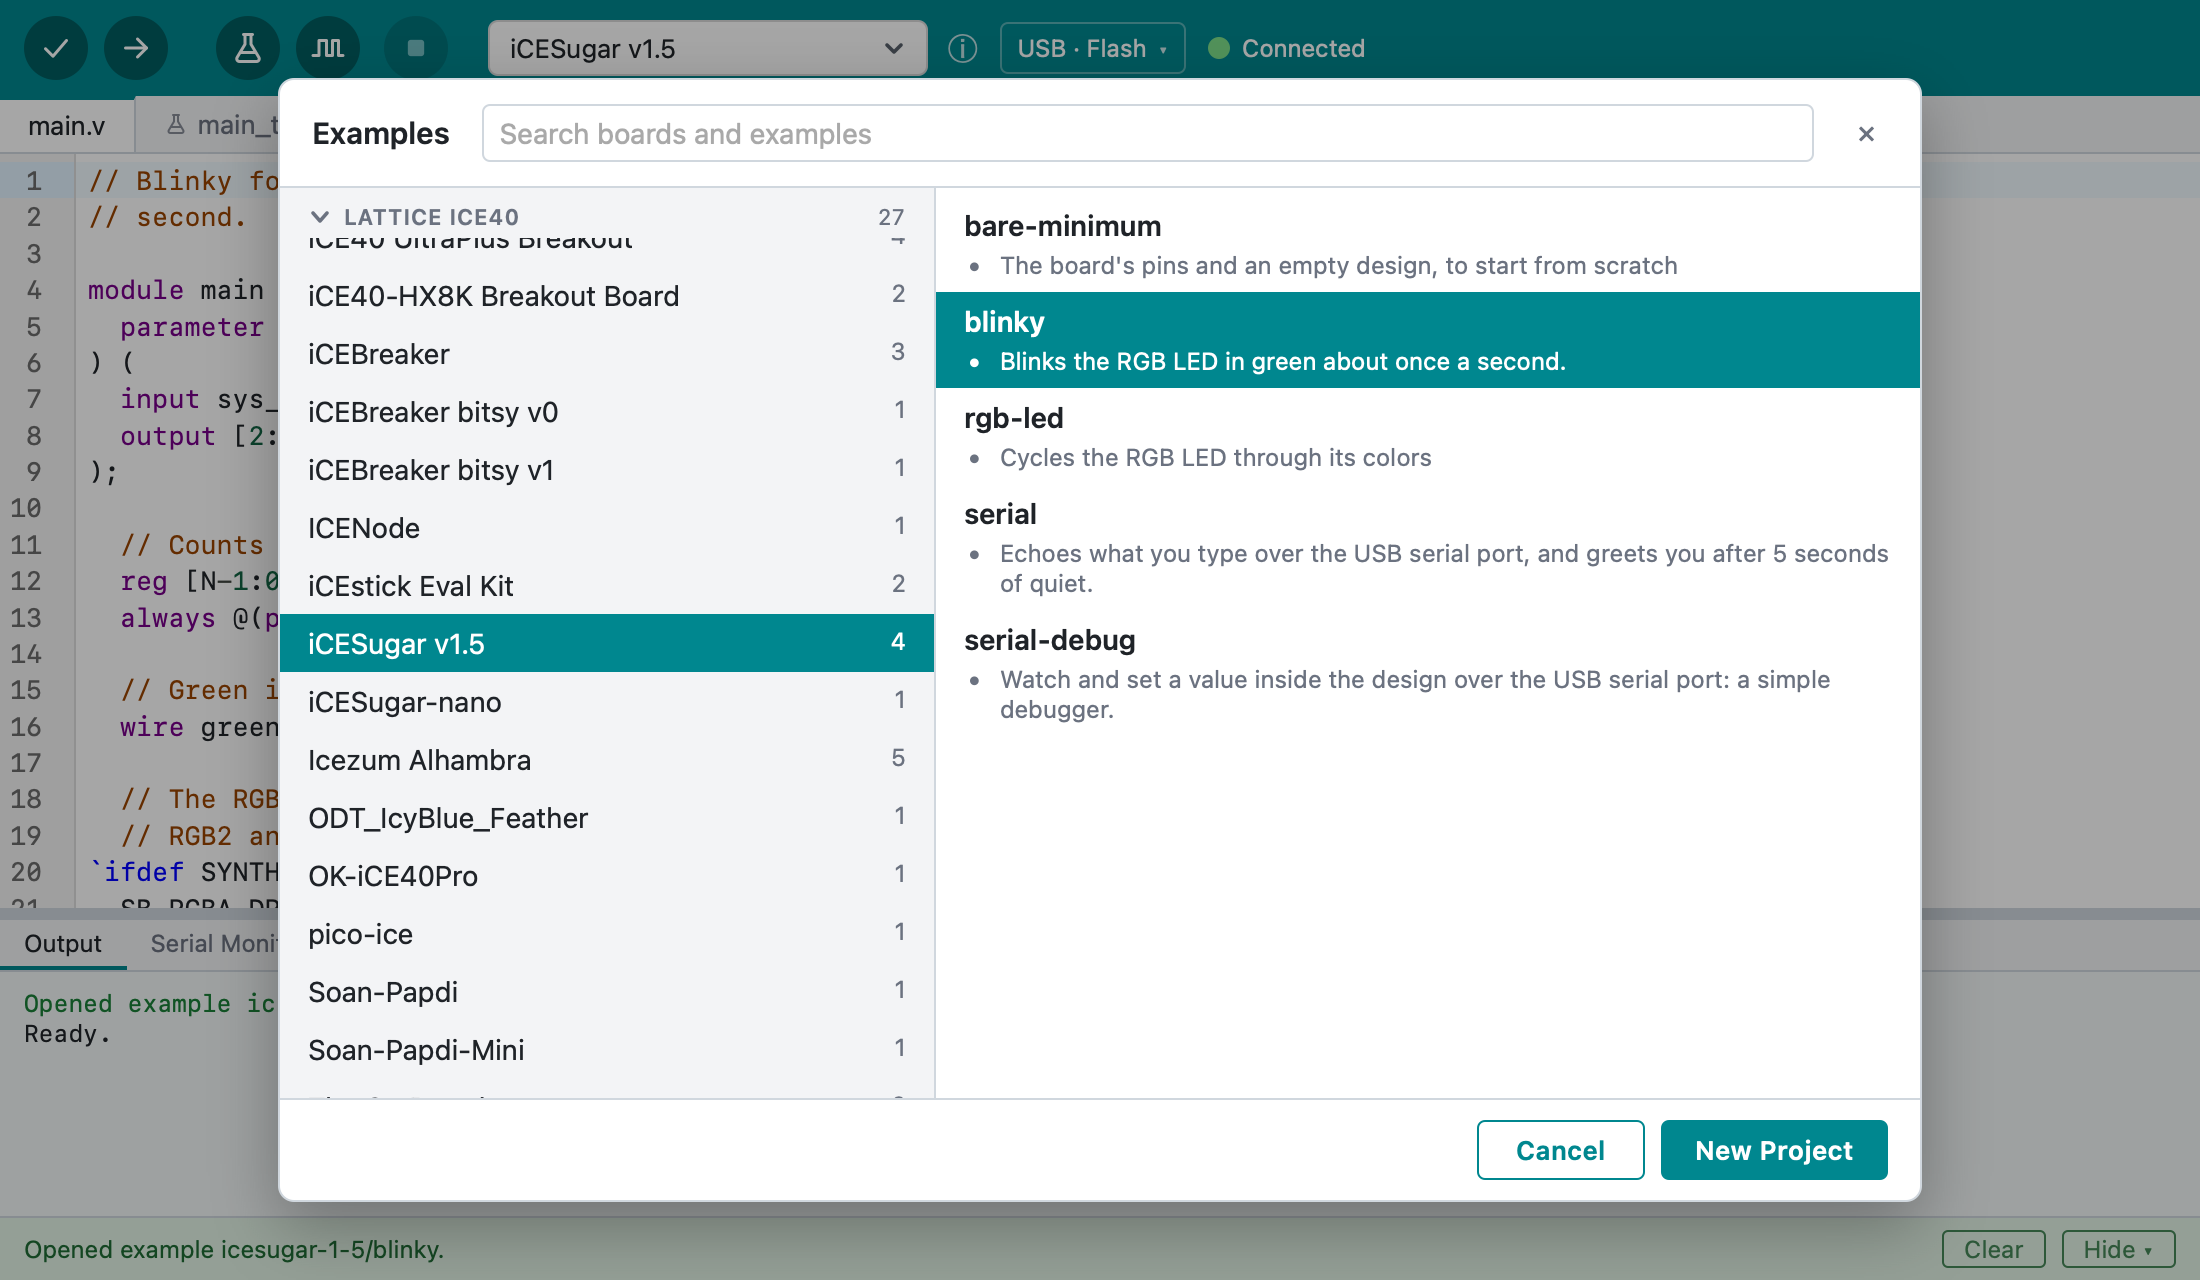 iCESugar v1.5
USB · Flash
Connected
main.v
main_t
Examples
Search boards and examples
1 // Blinky fo
2 // second.
3
4 module main
5 parameter
6 ) (
7 input sys_
8 output [2:
9 );
10
11 // Counts
12 reg [N-1:0
13 always @(p
14
15 // Green i
16 wire green
17
18 // The RGB
19 // RGB2 an
20 `ifdef SYNTH
21 SB_RGBA_DR
LATTICE ICE40 27
iCE40 UltraPlus Breakout 4
iCE40-HX8K Breakout Board 2
iCEBreaker 3
iCEBreaker bitsy v0 1
iCEBreaker bitsy v1 1
ICENode 1
iCEstick Eval Kit 2
iCESugar v1.5 4
iCESugar-nano 1
Icezum Alhambra 5
ODT_IcyBlue_Feather 1
OK-iCE40Pro 1
pico-ice 1
Soan-Papdi 1
Soan-Papdi-Mini 1
bare-minimum
• The board's pins and an empty design, to start from scratch
blinky
• Blinks the RGB LED in green about once a second.
rgb-led
• Cycles the RGB LED through its colors
serial
• Echoes what you type over the USB serial port, and greets you after 5 seconds
of quiet.
serial-debug
• Watch and set a value inside the design over the USB serial port: a simple
debugger.
Cancel
New Project
Output
Serial Moni
Opened example ic
Ready.
Opened example icesugar-1-5/blinky.
Clear
Hide